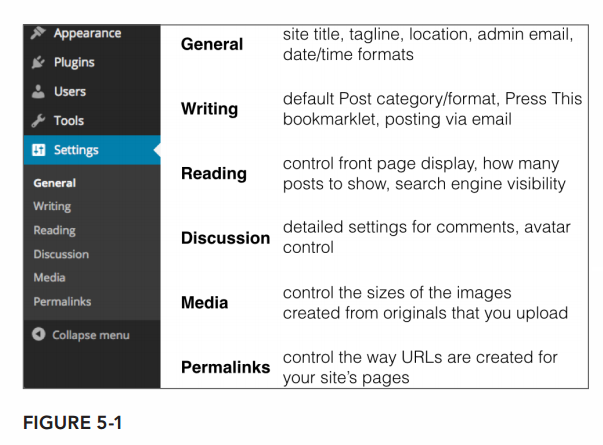 Appearance
Plugins
Users
Tools
Settings
General
Writing
Reading
Discussion
Media
Permalinks
Collapse menu
General
site title, tagline, location, admin email,
date/time formats
Writing
default Post category/format, Press This
bookmarklet, posting via email
Reading
control front page display, how many
posts to show, search engine visibility
Discussion
detailed settings for comments, avatar
control
Media
control the sizes of the images
created from originals that you upload
Permalinks
control the way URLs are created for
your site's pages
FIGURE 5-1